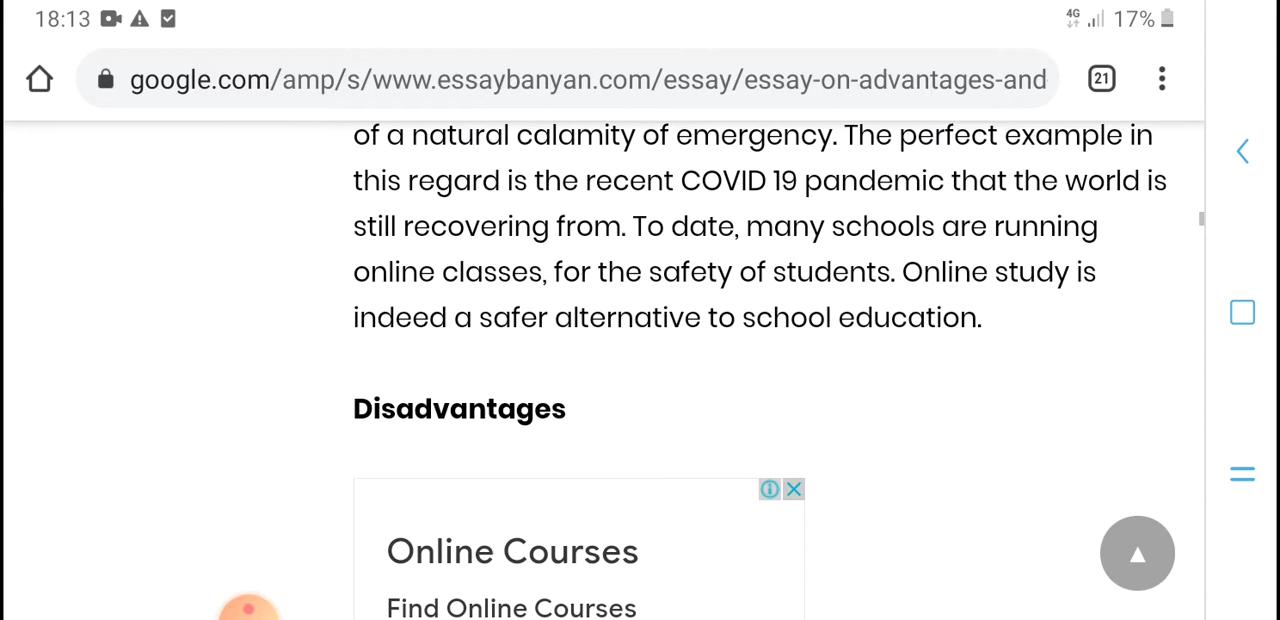 18:13 4G 17%
google.com/amp/s/www.essaybanyan.com/essay/essay-on-advantages-and 21
of a natural calamity of emergency. The perfect example in
this regard is the recent COVID 19 pandemic that the world is
still recovering from. To date, many schools are running
online classes, for the safety of students. Online study is
indeed a safer alternative to school education.
Disadvantages
Online Courses
Find Online Courses